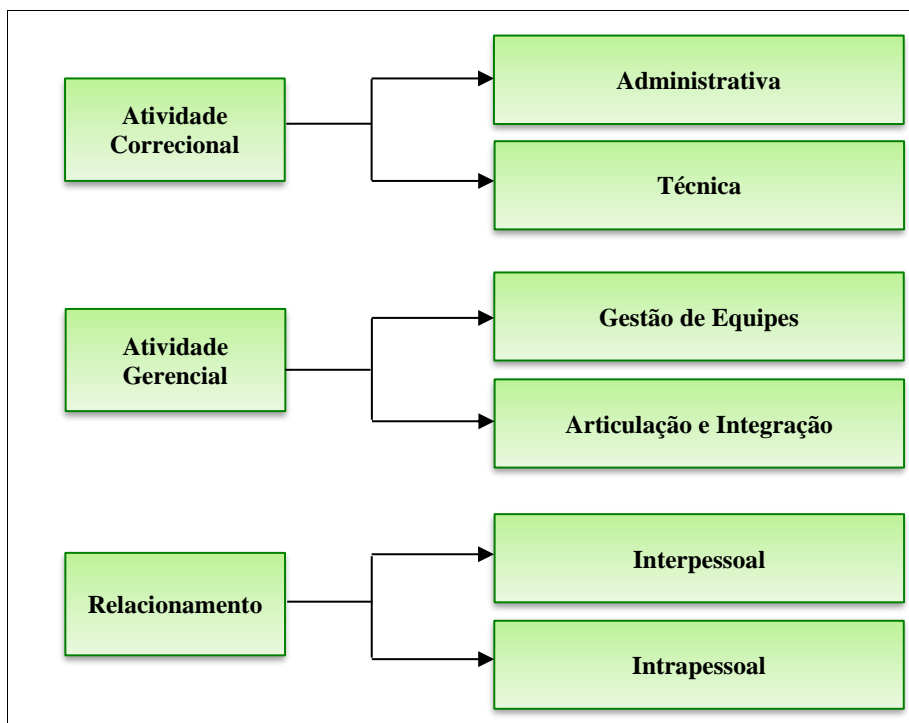 Atividade
Correcional
Administrativa
Técnica
Atividade
Gerencial
Gestão de Equipes
Articulação e Integração
Relacionamento
Interpessoal
Intrapessoal